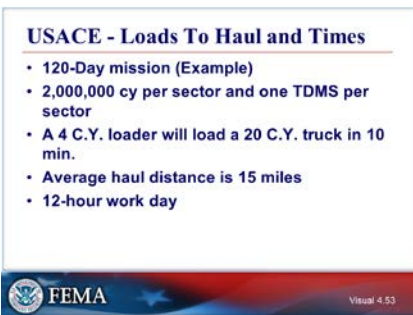 USACE - Loads To Haul and Times
• 120-Day mission (Example)
• 2,000,000 cy per sector and one TDMS per
sector
• A 4 C.Y. loader will load a 20 C.Y. truck in 10
min.
• Average haul distance is 15 miles
• 12-hour work day
FEMA
Visual 4.53